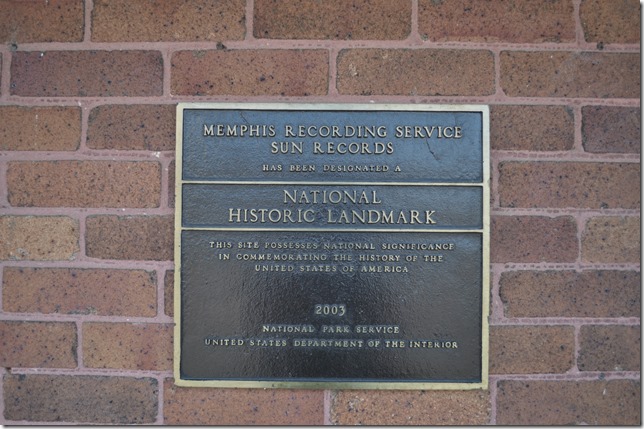 MEMPHIS RECORDING SERVICE
SUN RECORDS
HAS BEEN DESIGNATED A
NATIONAL
HISTORIC LANDMARK
THIS SITE POSSESSES NATIONAL SIGNIFICANCE
IN COMMEMORATING THE HISTORY OF THE
UNITED STATES OF AMERICA
2003
NATIONAL PARK SERVICE
UNITED STATES DEPARTMENT OF THE INTERIOR